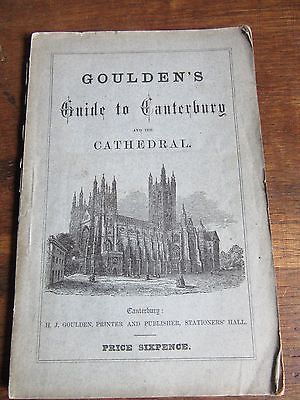 GOULDEN'S
Guide to Canterbury
AND THE
CATHEDRAL.
Canterbury:
H. J. GOULDEN, PRINTER AND PUBLISHER, STATIONERS' HALL.
PRICE SIXPENCE.